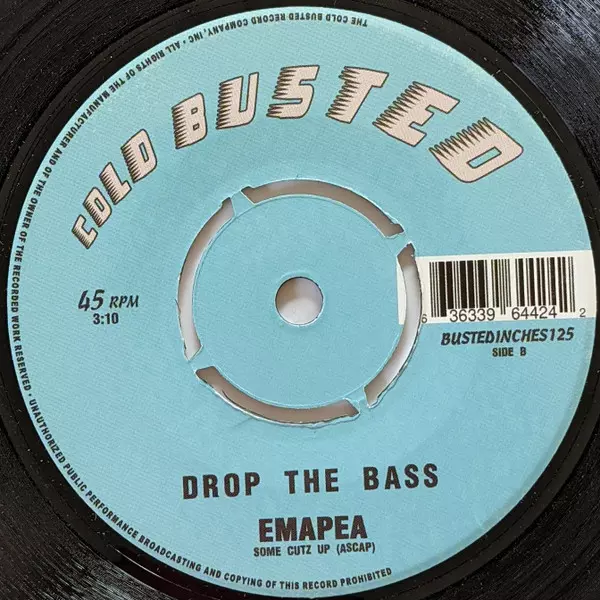 THE COLD BUSTED RECORD COMPANY, INC • ALL RIGHTS OF THE MANUFACTURER AND OF THE OWNER OF THE RECORDED WORK RESERVED • UNAUTHORIZED PUBLIC PERFORMANCE BROADCASTING AND COPYING OF THIS RECORD PROHIBITED
COLD BUSTED
45 RPM
3:10
6 36339 64424 2
BUSTEDINCHES125
SIDE B
DROP THE BASS
EMAPEA
SOME CUTZ UP (ASCAP)